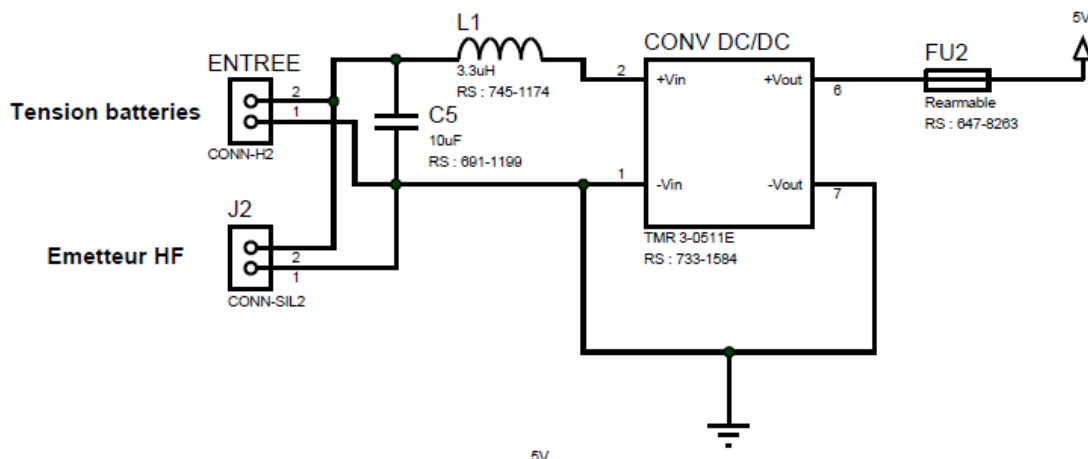 L1
CONV DC/DC
5V
ENTREE
3.3uH
RS : 745-1174
2
+Vin
+Vout
6
FU2
Tension batteries
2
1
C5
10uF
RS : 691-1199
Rearmable
RS : 647-8263
CONN-H2
1
-Vin
-Vout
7
J2
Emetteur HF
2
1
TMR 3-0511E
RS : 733-1584
CONN-SIL2
5V